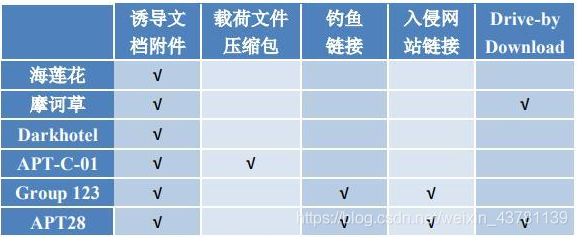 诱导文 载荷文件 钓鱼 入侵网 Drive-by
档附件 压缩包 链接 站链接 Download
海莲花 √
摩诃草 √ √
Darkhotel √
APT-C-01 √ √
Group 123 √ √ √
APT28 √ √ √ √
https://blog.csdn.net/weixin_43701139